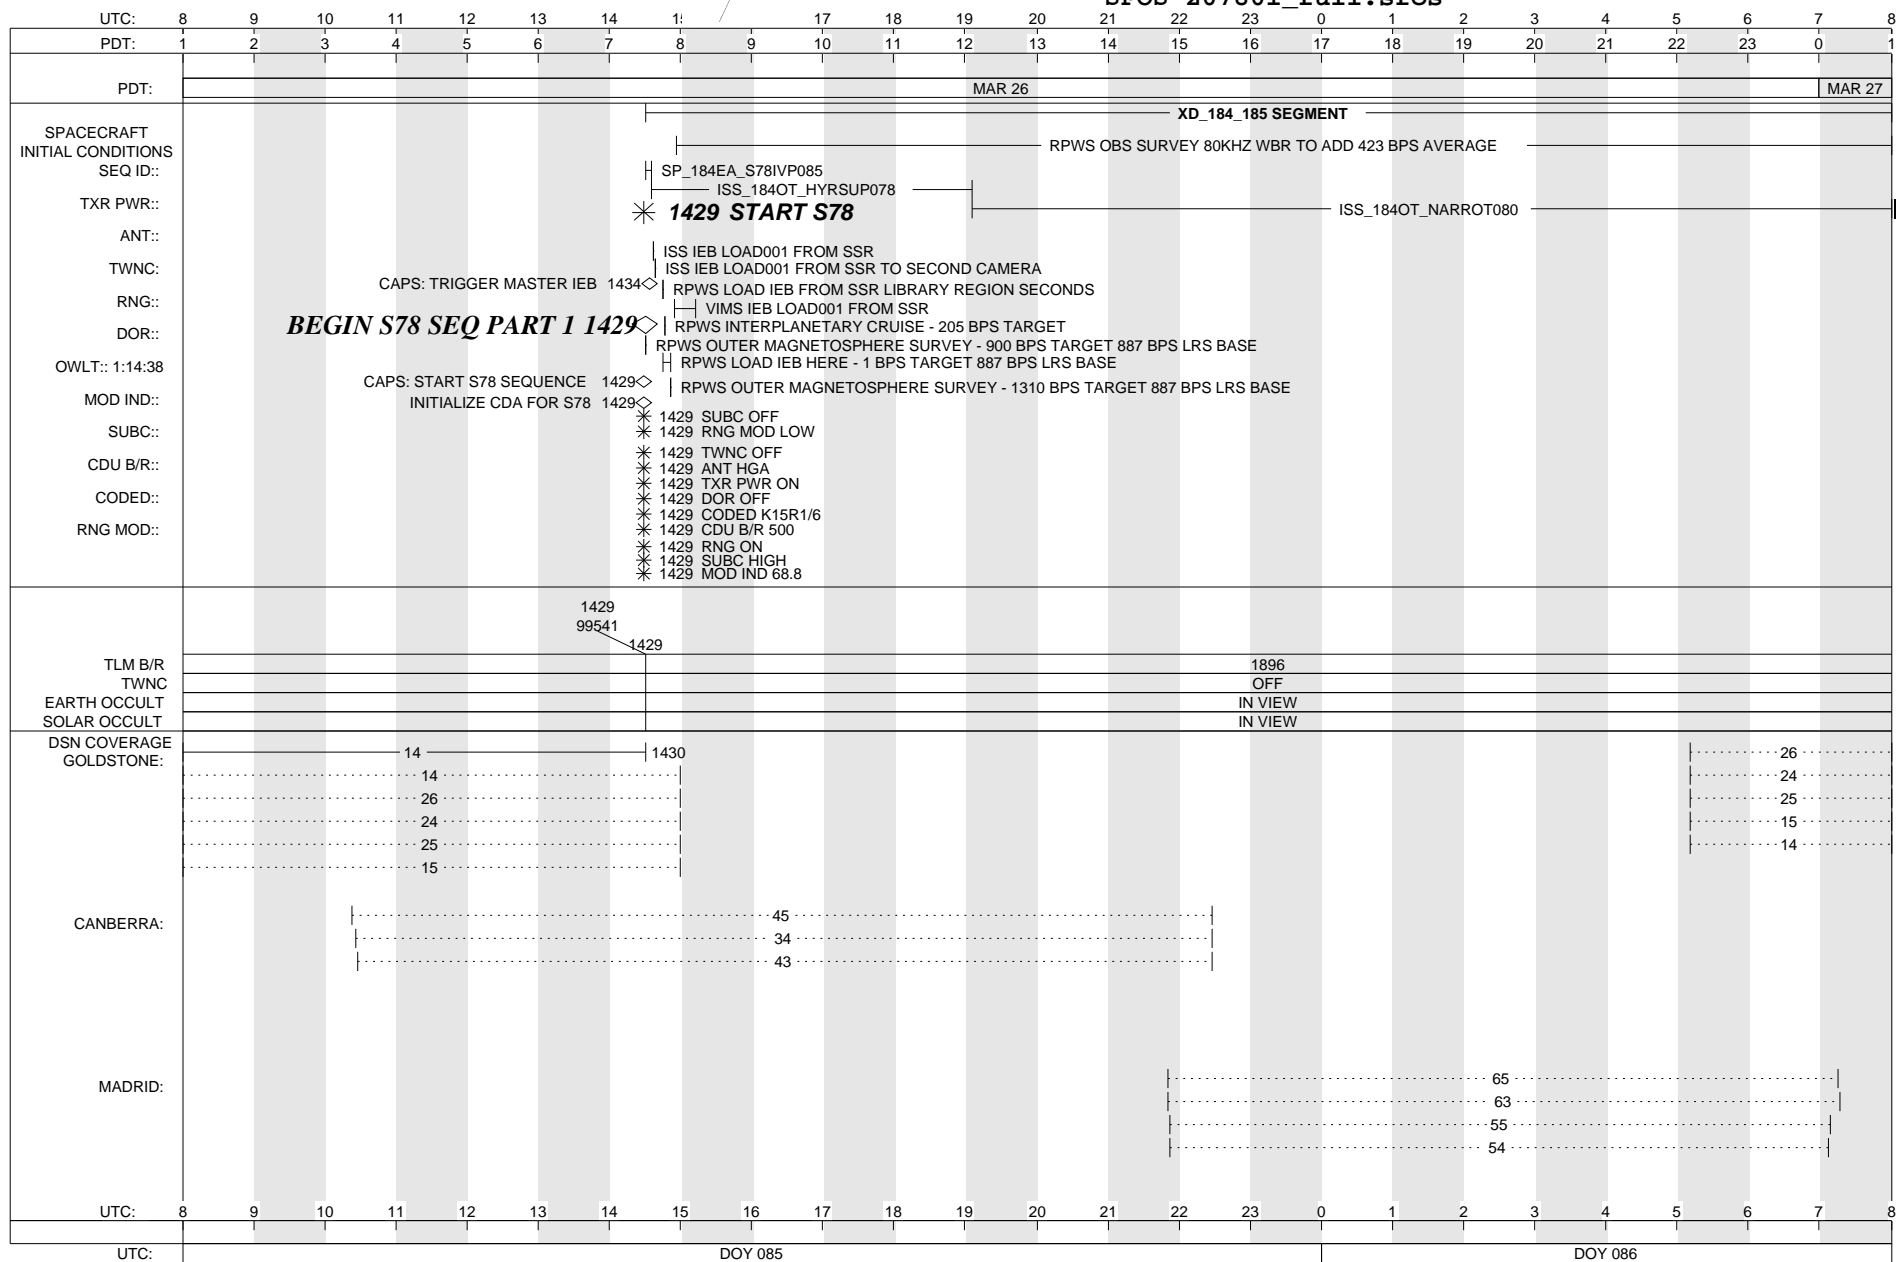 UTC: 8 9 10 11 12 13 14 17 18 19 20 21 22 23 0 1 2 3 4 5 6 7 8
PDT: 1 2 3 4 5 6 7 8 9 10 11 12 13 14 15 16 17 18 19 20 21 22 23 0 1
PDT: MAR 26 MAR 27
XD_184_185 SEGMENT
SPACECRAFT
INITIAL CONDITIONS
RPWS OBS SURVEY 80KHZ WBR TO ADD 423 BPS AVERAGE
SEQ ID:: SP_184EA_S78IVP085
ISS_184OT_HYRSUP078
TXR PWR:: 1429 START S78 ISS_184OT_NARROT080
ANT::
ISS IEB LOAD001 FROM SSR
TWNC: ISS IEB LOAD001 FROM SSR TO SECOND CAMERA
CAPS: TRIGGER MASTER IEB 1434
RPWS LOAD IEB FROM SSR LIBRARY REGION SECONDS
RNG::
VIMS IEB LOAD001 FROM SSR
BEGIN S78 SEQ PART 1 1429 RPWS INTERPLANETARY CRUISE - 205 BPS TARGET
DOR::
RPWS OUTER MAGNETOSPHERE SURVEY - 900 BPS TARGET 887 BPS LRS BASE
OWLT:: 1:14:38 RPWS LOAD IEB HERE - 1 BPS TARGET 887 BPS LRS BASE
CAPS: START S78 SEQUENCE 1429 RPWS OUTER MAGNETOSPHERE SURVEY - 1310 BPS TARGET 887 BPS LRS BASE
MOD IND:: INITIALIZE CDA FOR S78 1429
1429 SUBC OFF
SUBC:: 1429 RNG MOD LOW
1429 TWNC OFF
CDU B/R:: 1429 ANT HGA
1429 TXR PWR ON
CODED:: 1429 DOR OFF
1429 CODED K15R1/6
RNG MOD:: 1429 CDU B/R 500
1429 RNG ON
1429 SUBC HIGH
1429 MOD IND 68.8
1429
99541
1429
TLM B/R 1896
TWNC OFF
EARTH OCCULT IN VIEW
SOLAR OCCULT IN VIEW
DSN COVERAGE
GOLDSTONE: 14 1430 26
14 24
26 25
24 15
25 14
15
CANBERRA: 45
34
43
MADRID: 65
63
55
54
UTC: 8 9 10 11 12 13 14 15 16 17 18 19 20 21 22 23 0 1 2 3 4 5 6 7 8
UTC: DOY 085 DOY 086